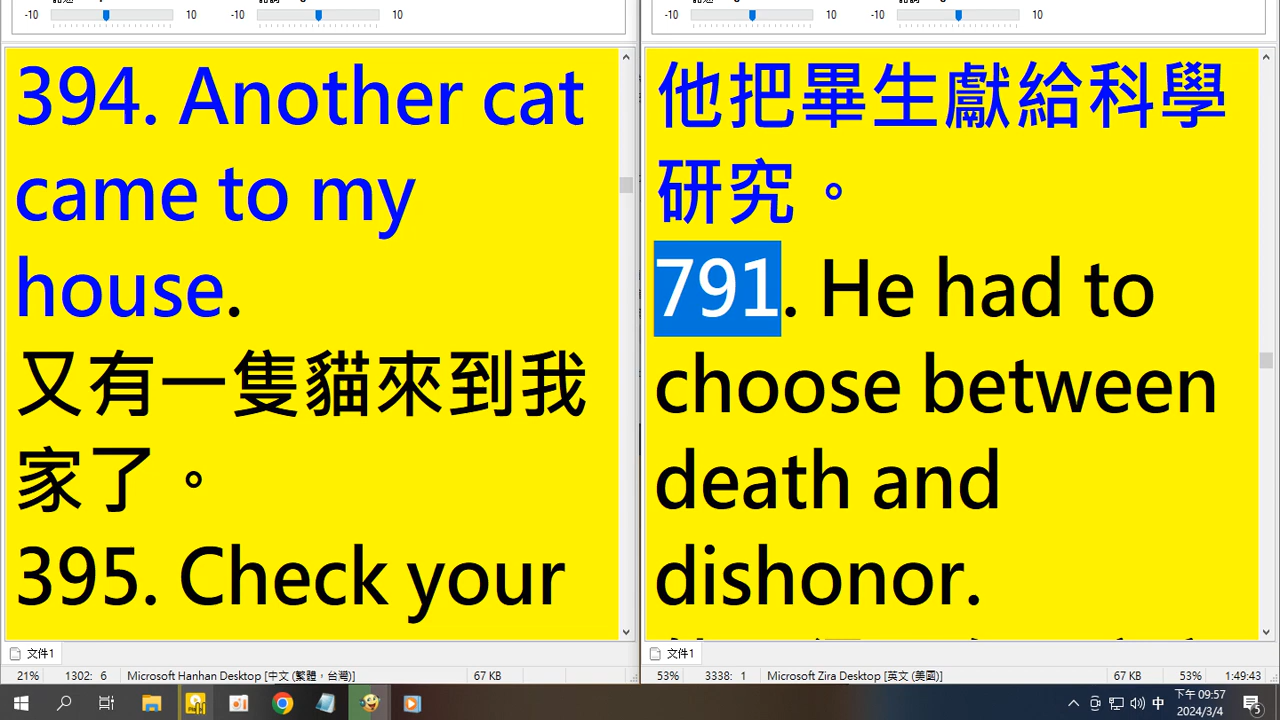 -10 10 -10 10
394. Another cat
came to my
house.
又有一隻貓來到我
家了。
395. Check your
文件1
21% 1302: 6 Microsoft Hanhan Desktop [中文 (繁體，台灣)] 67 KB
-10 10 -10 10
他把畢生獻給科學
研究。
791. He had to
choose between
death and
dishonor.
文件1
53% 3338: 1 Microsoft Zira Desktop [英文 (美國)] 67 KB 53% 1:49:43
中
下午 09:57
2024/3/4
5